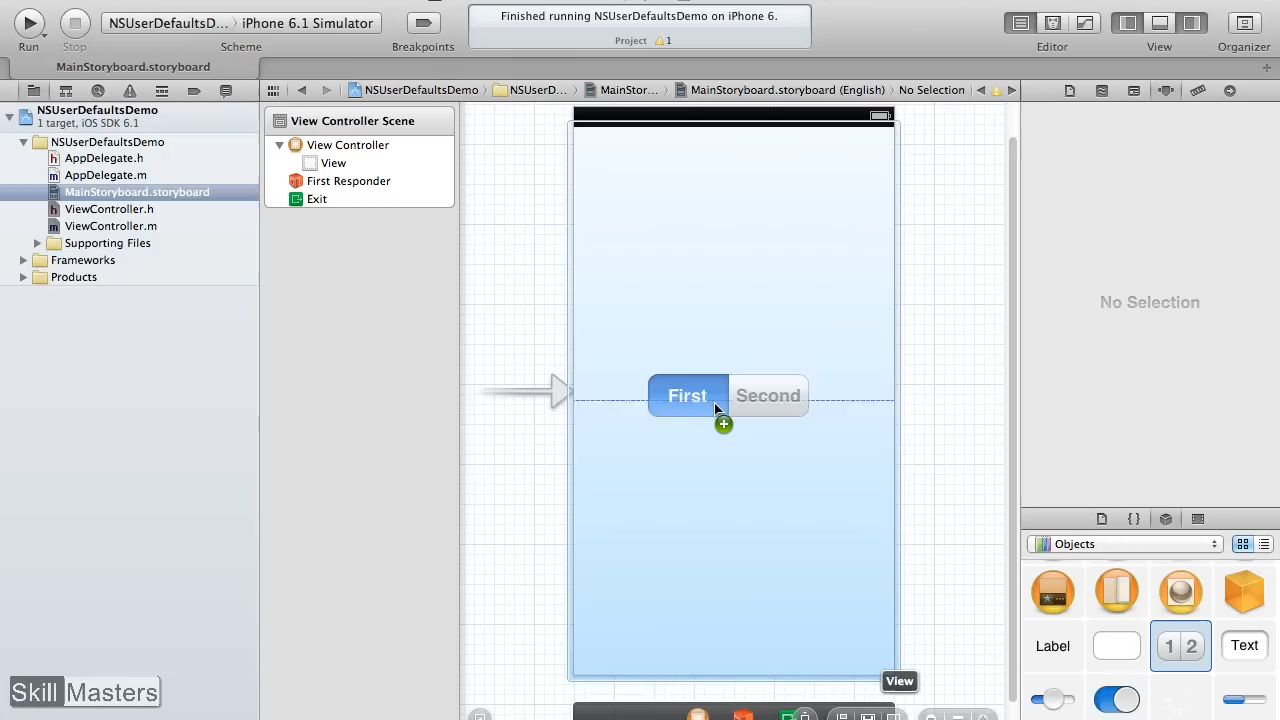 NSUserDefaultsD... iPhone 6.1 Simulator
Finished running NSUserDefaultsDemo on iPhone 6.
Project 1
Run Stop Scheme Breakpoints Editor View Organizer
MainStoryboard.storyboard
NSUserDefaultsDemo NSUserD... MainStor... MainStoryboard.storyboard (English) No Selection
NSUserDefaultsDemo
1 target, iOS SDK 6.1
NSUserDefaultsDemo
AppDelegate.h
AppDelegate.m
MainStoryboard.storyboard
ViewController.h
ViewController.m
Supporting Files
Frameworks
Products
View Controller Scene
View Controller
View
First Responder
Exit
First Second
View
No Selection
Objects
Label 1 2 Text
Skill Masters